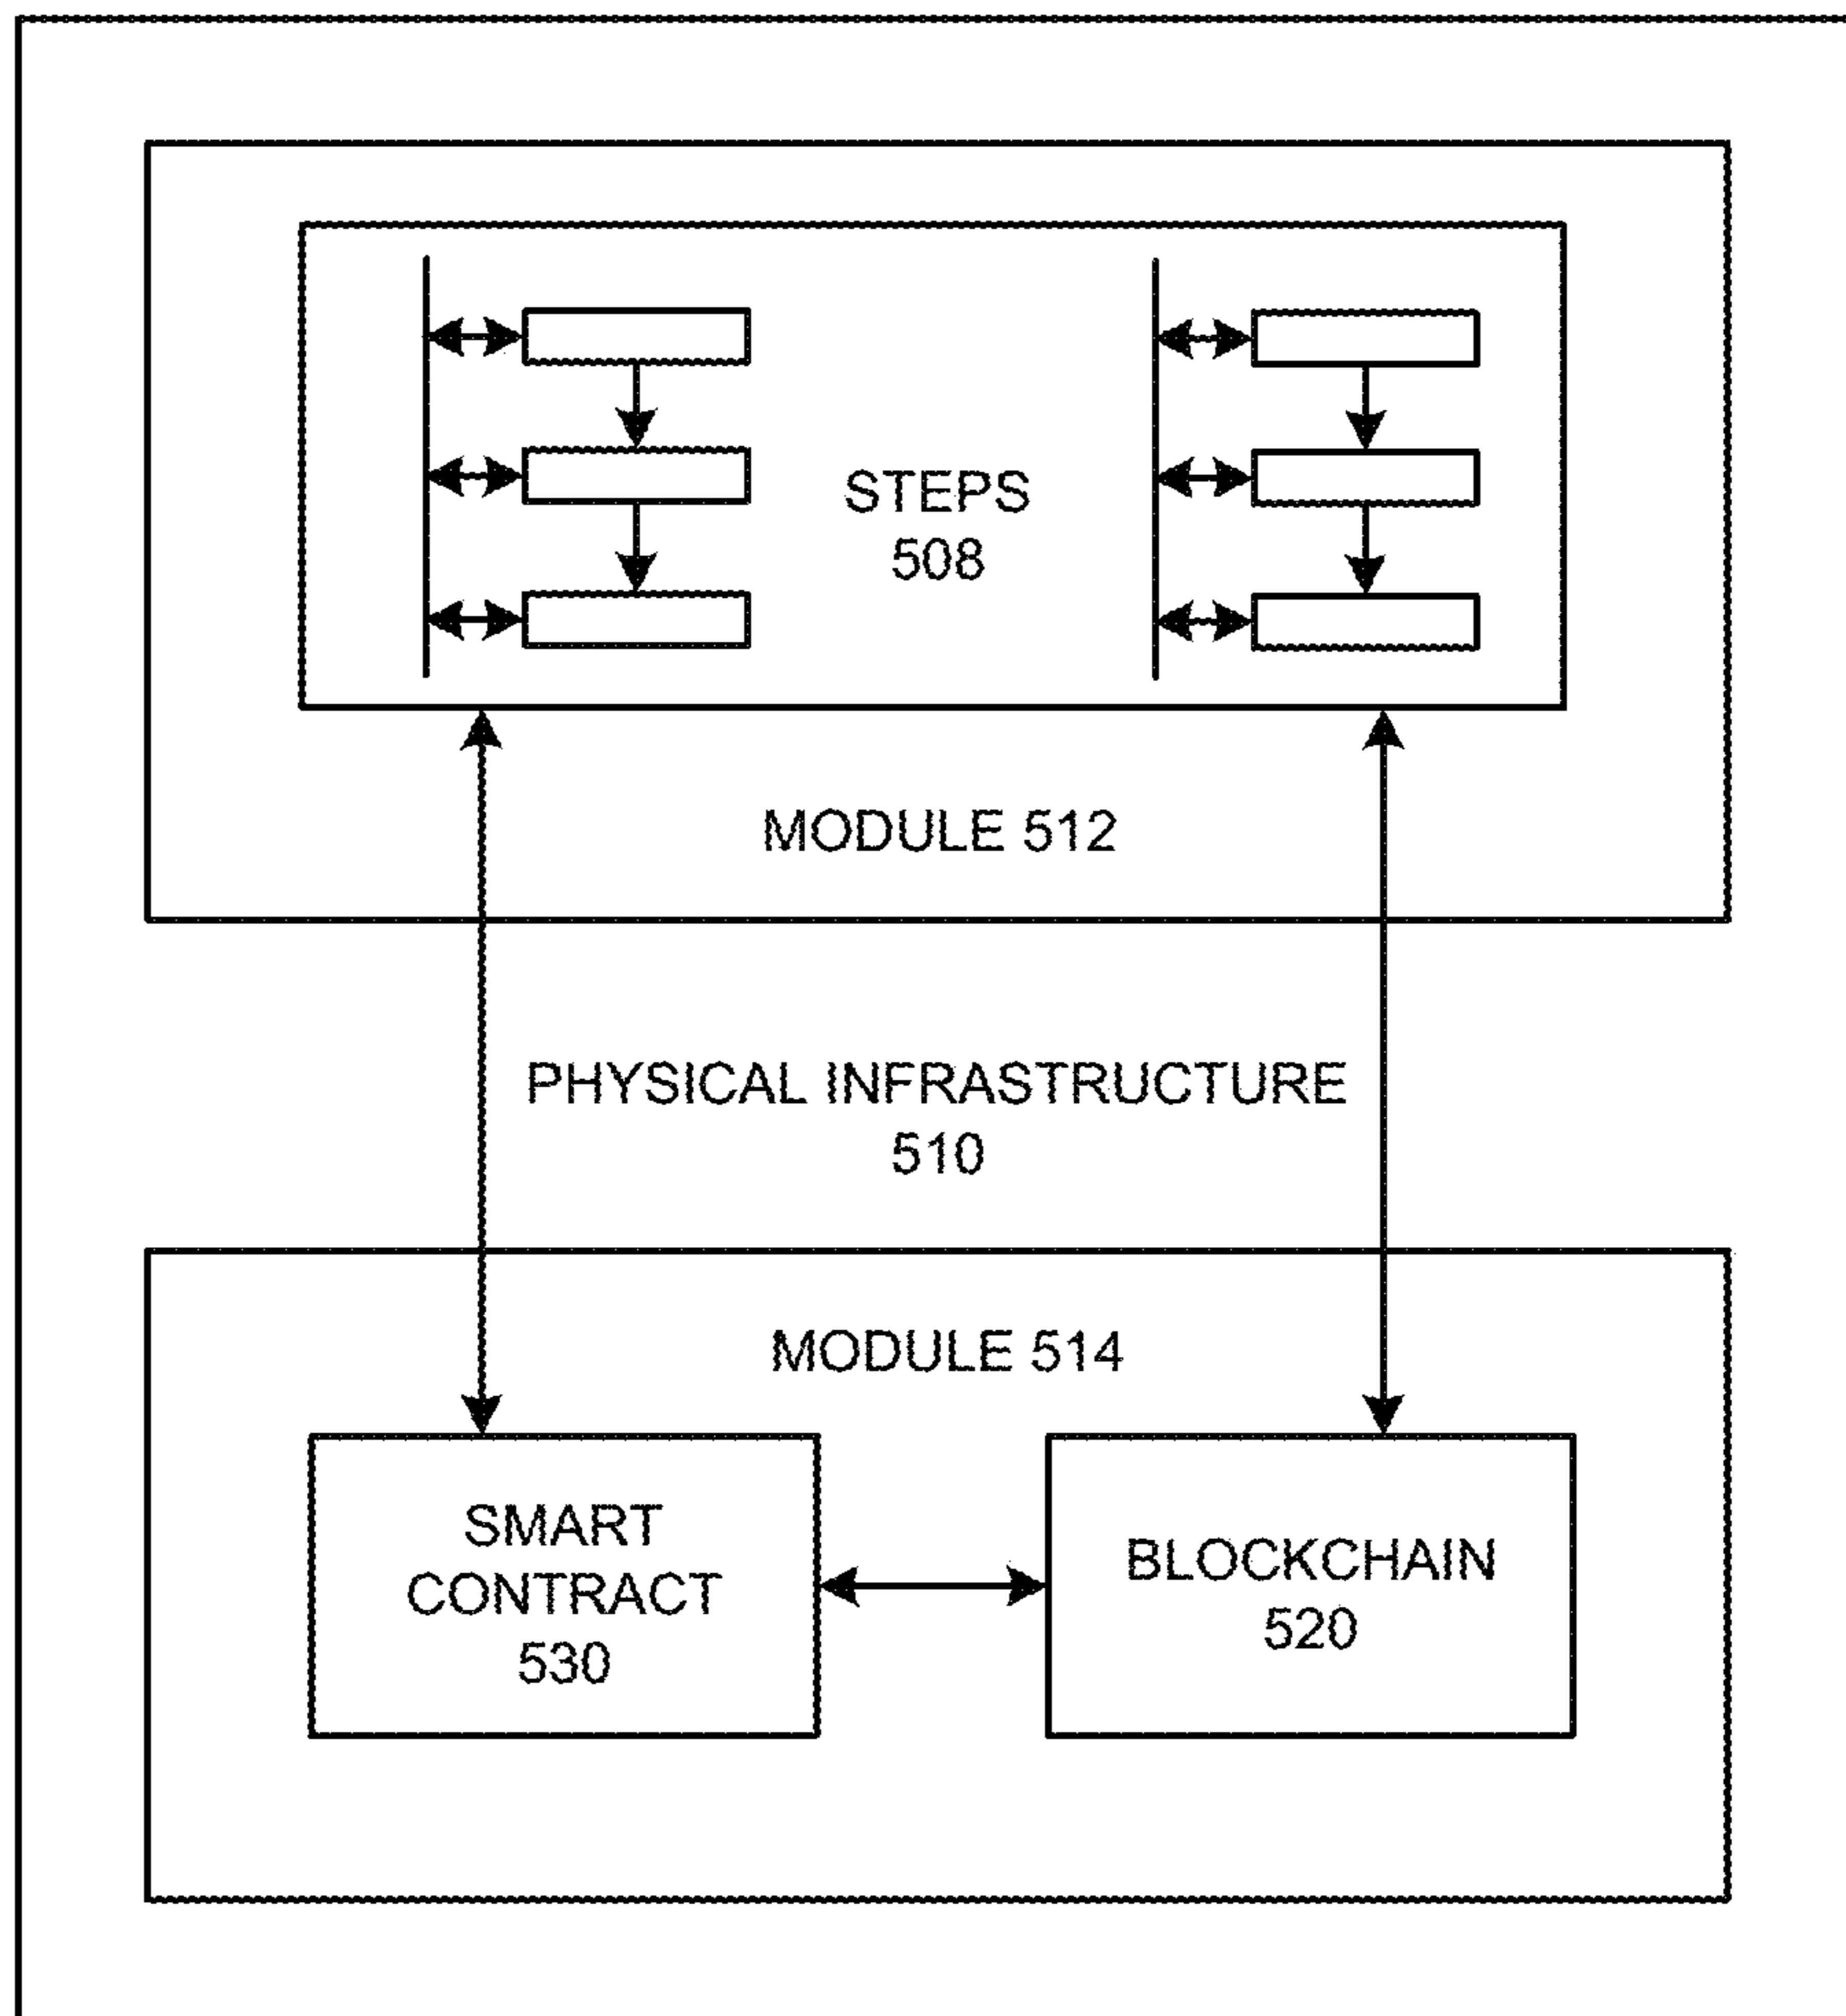 STEPS
508
MODULE 512
PHYSICAL INFRASTRUCTURE
510
MODULE 514
SMART
CONTRACT
530
BLOCKCHAIN
520